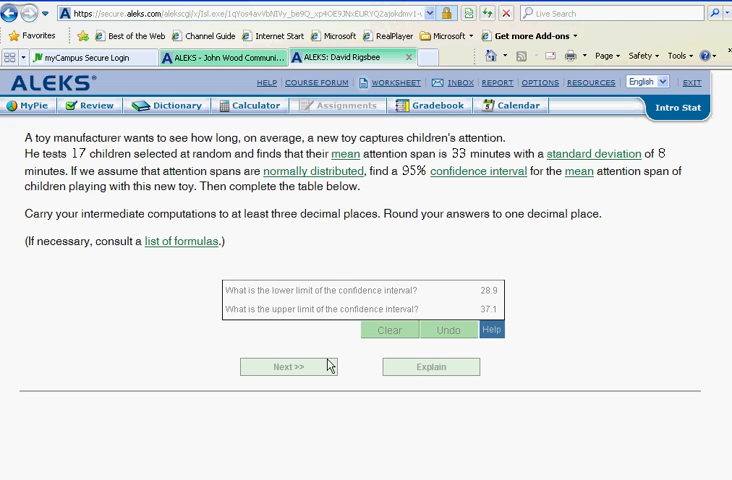 https://secure.aleks.com/alekscgi/x/Isl.exe/
Live Search
Favorites Best of the Web Channel Guide Internet Start Microsoft RealPlayer Microsoft Get more Add-ons
myCampus Secure Login ALEKS - John Wood Communi... ALEKS: David Rigsbee Page Safety Tools
ALEKS HELP COURSE FORUM WORKSHEET INBOX REPORT OPTIONS RESOURCES English EXIT
MyPie Review Dictionary Calculator Assignments Gradebook Calendar Intro Stat
A toy manufacturer wants to see how long, on average, a new toy captures children's attention.
He tests 17 children selected at random and finds that their mean attention span is 33 minutes with a standard deviation of 8
minutes. If we assume that attention spans are normally distributed, find a 95% confidence interval for the mean attention span of
children playing with this new toy. Then complete the table below.
Carry your intermediate computations to at least three decimal places. Round your answers to one decimal place.
(If necessary, consult a list of formulas.)
What is the lower limit of the confidence interval? 28.9
What is the upper limit of the confidence interval? 37.1
Clear Undo Help
Next >> Explain